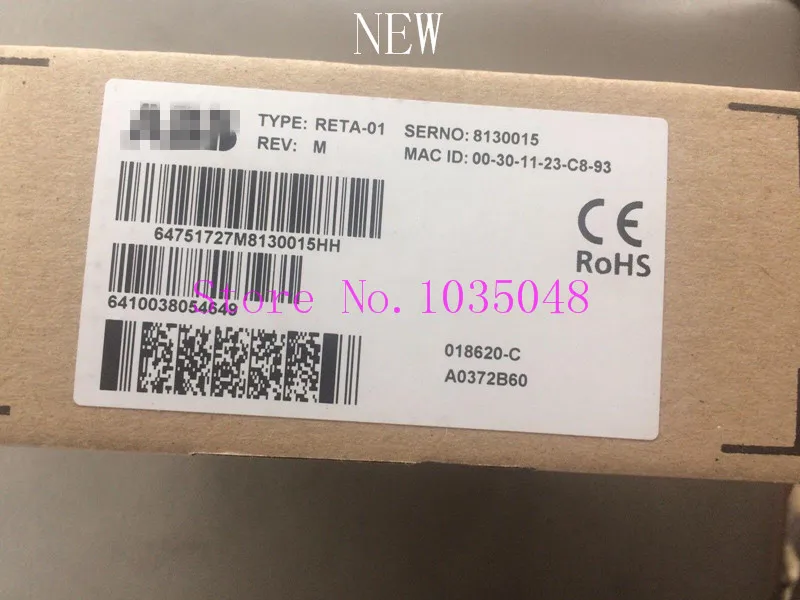 NEW
TYPE: RETA-01 SERNO: 8130015
REV: M MAC ID: 00-30-11-23-C8-93
64751727M8130015HH
CE
RoHS
Store No.1035048
6410038054649
018620-C
A0372B60